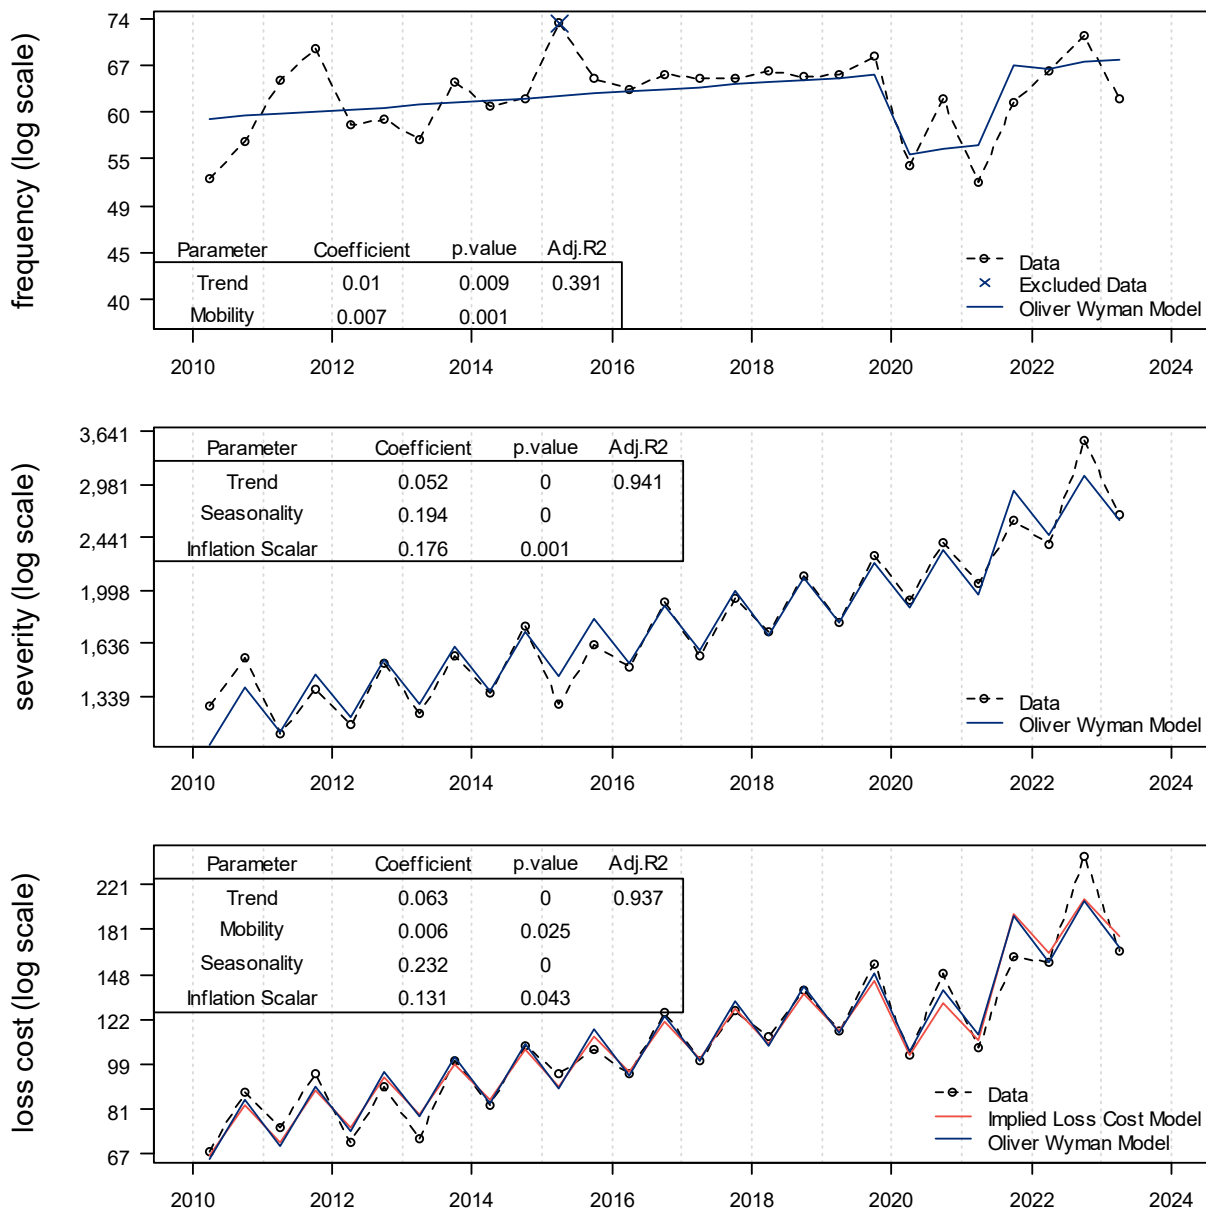 frequency (log scale)
74
67
60
55
49
45
40
Parameter Coefficient p.value Adj.R2
Trend 0.01 0.009 0.391
Mobility 0.007 0.001
Data
Excluded Data
Oliver Wyman Model
2010 2012 2014 2016 2018 2020 2022 2024
severity (log scale)
3,641
2,981
2,441
1,998
1,636
1,339
Parameter Coefficient p.value Adj.R2
Trend 0.052 0 0.941
Seasonality 0.194 0
Inflation Scalar 0.176 0.001
Data
Oliver Wyman Model
2010 2012 2014 2016 2018 2020 2022 2024
loss cost (log scale)
221
181
148
122
99
81
67
Parameter Coefficient p.value Adj.R2
Trend 0.063 0 0.937
Mobility 0.006 0.025
Seasonality 0.232 0
Inflation Scalar 0.131 0.043
Data
Implied Loss Cost Model
Oliver Wyman Model
2010 2012 2014 2016 2018 2020 2022 2024